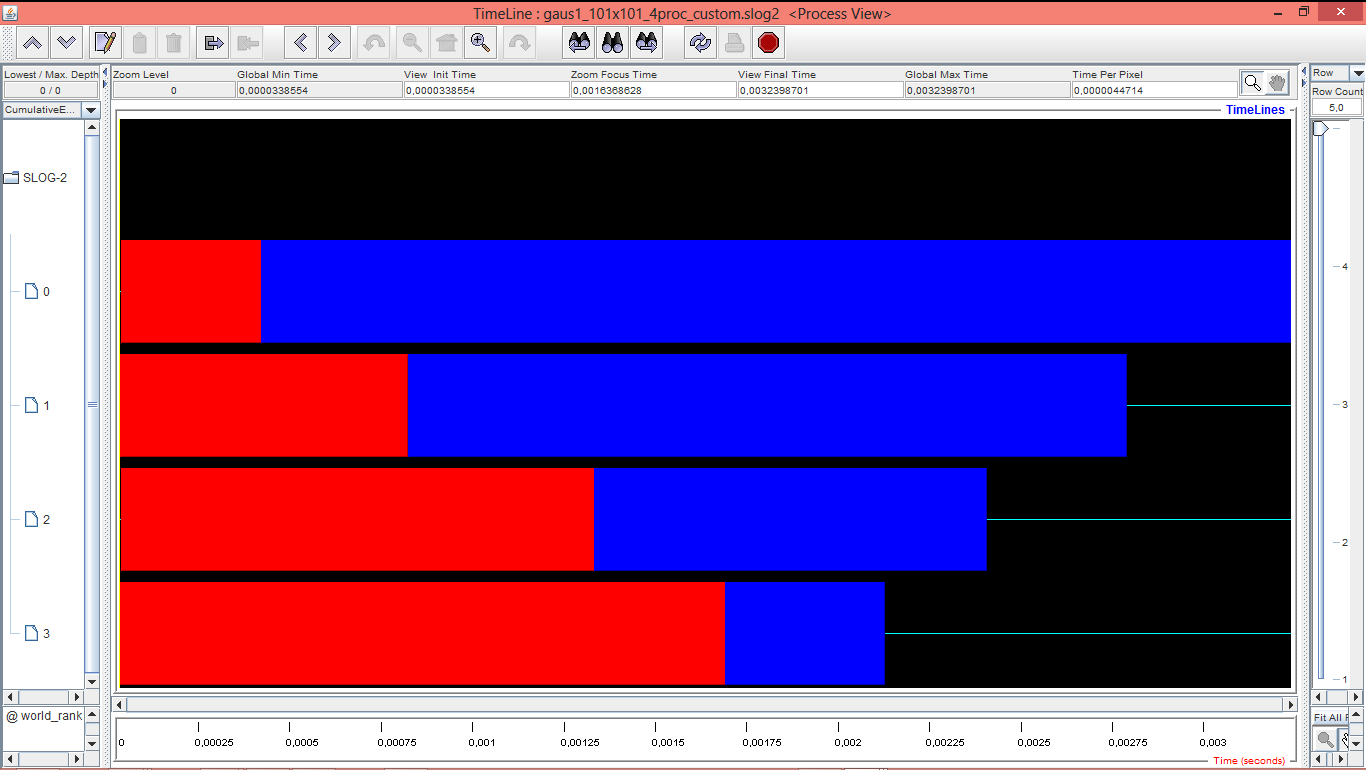 TimeLine : gaus1_101x101_4proc_custom.slog2 <Process View>
Lowest / Max. Depth
0 / 0
CumulativeE...
Zoom Level Global Min Time View Init Time Zoom Focus Time View Final Time Global Max Time Time Per Pixel
0 0,0000338554 0,0000338554 0,0016368628 0,0032398701 0,0032398701 0,0000044714
Row
Row Count
5,0
TimeLines
SLOG-2
0
1
2
3
4
3
2
1
@ world_rank
Fit All
0 0,00025 0,0005 0,00075 0,001 0,00125 0,0015 0,00175 0,002 0,00225 0,0025 0,00275 0,003
Time (seconds)